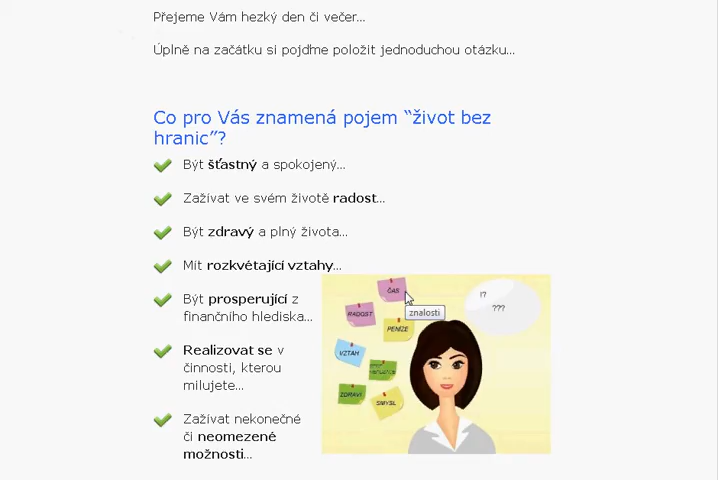 Přejeme Vám hezký den či večer...
Úplně na začátku si pojďme položit jednoduchou otázku...
Co pro Vás znamená pojem “život bez
hranic”?
Být šťastný a spokojený...
Zažívat ve svém životě radost...
Být zdravý a plný života...
Mít rozkvétající vztahy...
Být prosperující z
finančního hlediska...
Realizovat se v
činnosti, kterou
milujete...
Zažívat nekonečné
či neomezené
možnosti...
ČAS
!?
???
RADOST
znalosti
PENÍZE
VZTAH
ZDRAVÍ
SMYSL